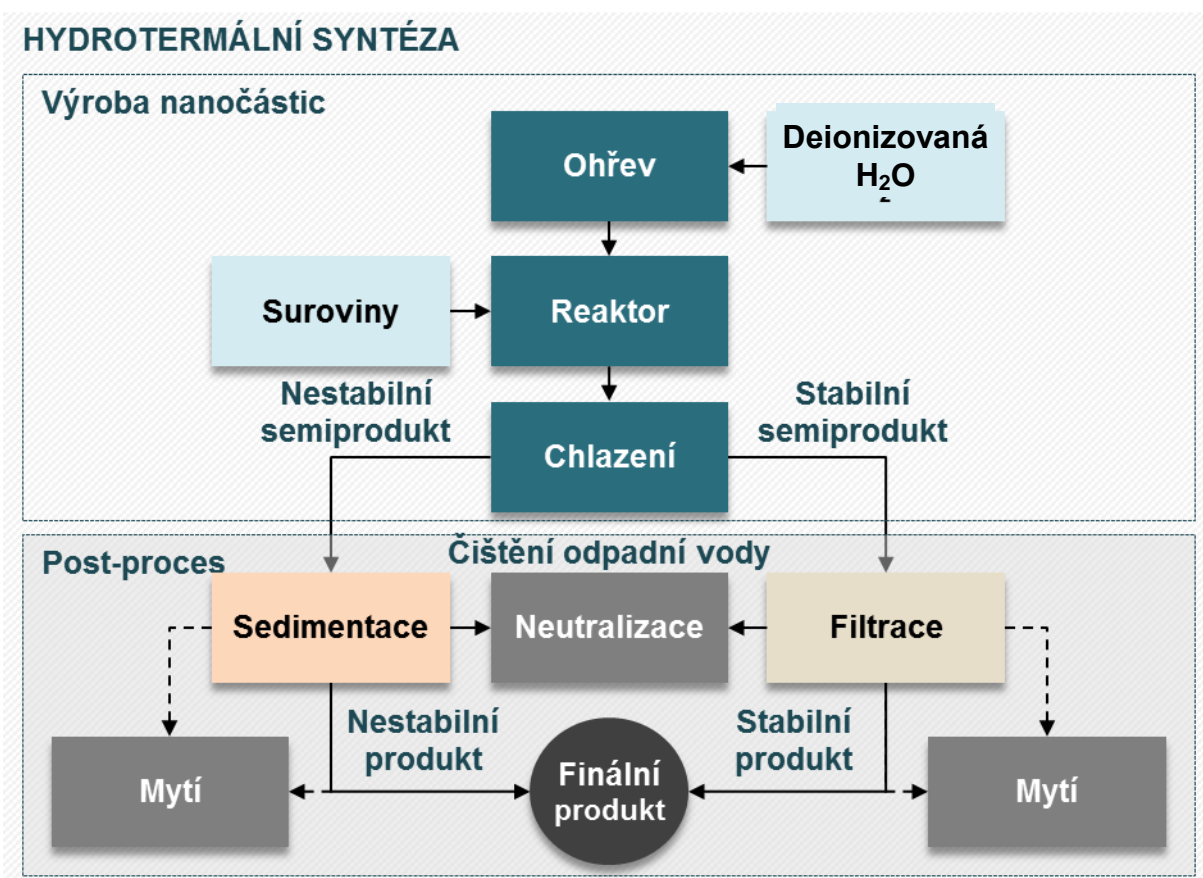 HYDROTERMÁLNÍ SYNTÉZA
Výroba nanočástic
Ohřev
Deionizovaná
H₂O
Suroviny
Reaktor
Nestabilní
semiprodukt
Stabilní
semiprodukt
Chlazení
Post-proces
Čištění odpadní vody
Sedimentace
Neutralizace
Filtrace
Nestabilní
produkt
Stabilní
produkt
Mytí
Finální
produkt
Mytí